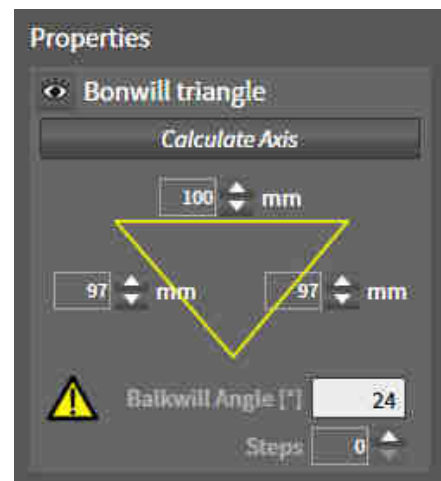 Properties
Bonwill triangle
Calculate Axis
100 mm
97 mm 97 mm
Balkwill Angle [°] 24
Steps 0